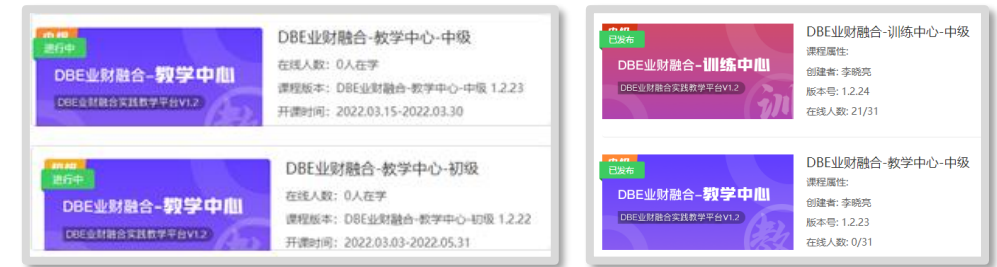 进行中
DBE业财融合-教学中心
DBE业财融合实践教学平台V1.2
DBE业财融合-教学中心-中级
在线人数：0人在学
课程版本：DBE业财融合-教学中心-中级 1.2.23
开课时间：2022.03.15-2022.03.30
初级
进行中
DBE业财融合-教学中心
DBE业财融合实践教学平台V1.2
DBE业财融合-教学中心-初级
在线人数：0人在学
课程版本：DBE业财融合-教学中心-初级 1.2.22
开课时间：2022.03.03-2022.05.31
已发布
DBE业财融合-训练中心
DBE业财融合实践教学平台V1.2
训
DBE业财融合-训练中心-中级
课程属性:
创建者: 李晓亮
版本号: 1.2.24
在线人数: 21/31
已发布
DBE业财融合-教学中心
DBE业财融合实践教学平台V1.2
教
DBE业财融合-教学中心-中级
课程属性:
创建者: 李晓亮
版本号: 1.2.23
在线人数: 0/31